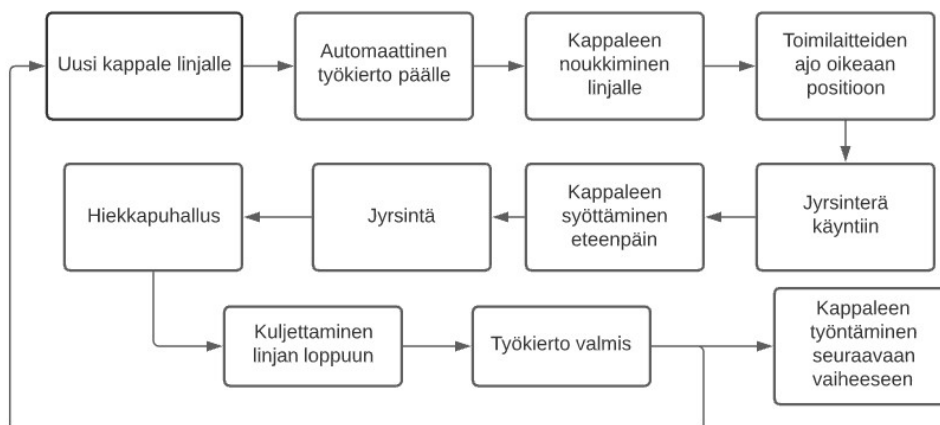 Uusi kappale linjalle
Automaattinen
työkierto päälle
Kappaleen
noukkiminen
linjalle
Toimilaitteiden
ajo oikeaan
positioon
Jyrsinterä
käyntiin
Kappaleen
syöttäminen
eteenpäin
Jyrsintä
Hiekkapuhallus
Kuljettaminen
linjan loppuun
Työkierto valmis
Kappaleen
työntäminen
seuraavaan
vaiheeseen